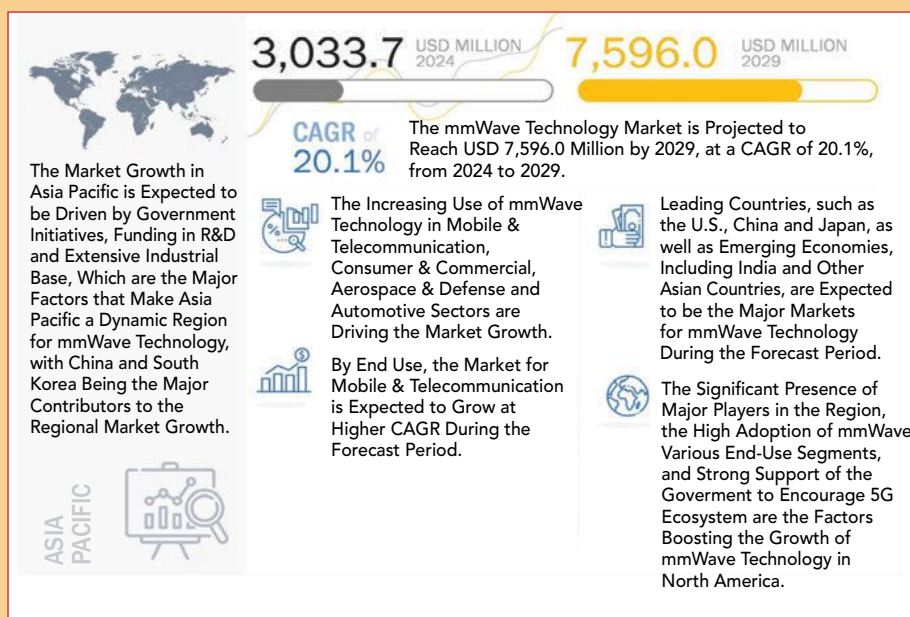 3,033.7 USD MILLION
2024
7,596.0 USD MILLION
2029
CAGR of
20.1%
The mmWave Technology Market is Projected to
Reach USD 7,596.0 Million by 2029, at a CAGR of 20.1%,
from 2024 to 2029.
The Market Growth in
Asia Pacific is Expected to
be Driven by Government
Initiatives, Funding in R&D
and Extensive Industrial
Base, Which are the Major
Factors that Make Asia
Pacific a Dynamic Region
for mmWave Technology,
with China and South
Korea Being the Major
Contributors to the
Regional Market Growth.
ASIA
PACIFIC
The Increasing Use of mmWave
Technology in Mobile &
Telecommunication,
Consumer & Commercial,
Aerospace & Defense and
Automotive Sectors are
Driving the Market Growth.
By End Use, the Market for
Mobile & Telecommunication
is Expected to Grow at
Higher CAGR During the
Forecast Period.
Leading Countries, such as
the U.S., China and Japan, as
well as Emerging Economies,
Including India and Other
Asian Countries, are Expected
to be the Major Markets
for mmWave Technology
During the Forecast Period.
The Significant Presence of
Major Players in the Region,
the High Adoption of mmWave
Various End-Use Segments,
and Strong Support of the
Goverment to Encourage 5G
Ecosystem are the Factors
Boosting the Growth of
mmWave Technology in
North America.